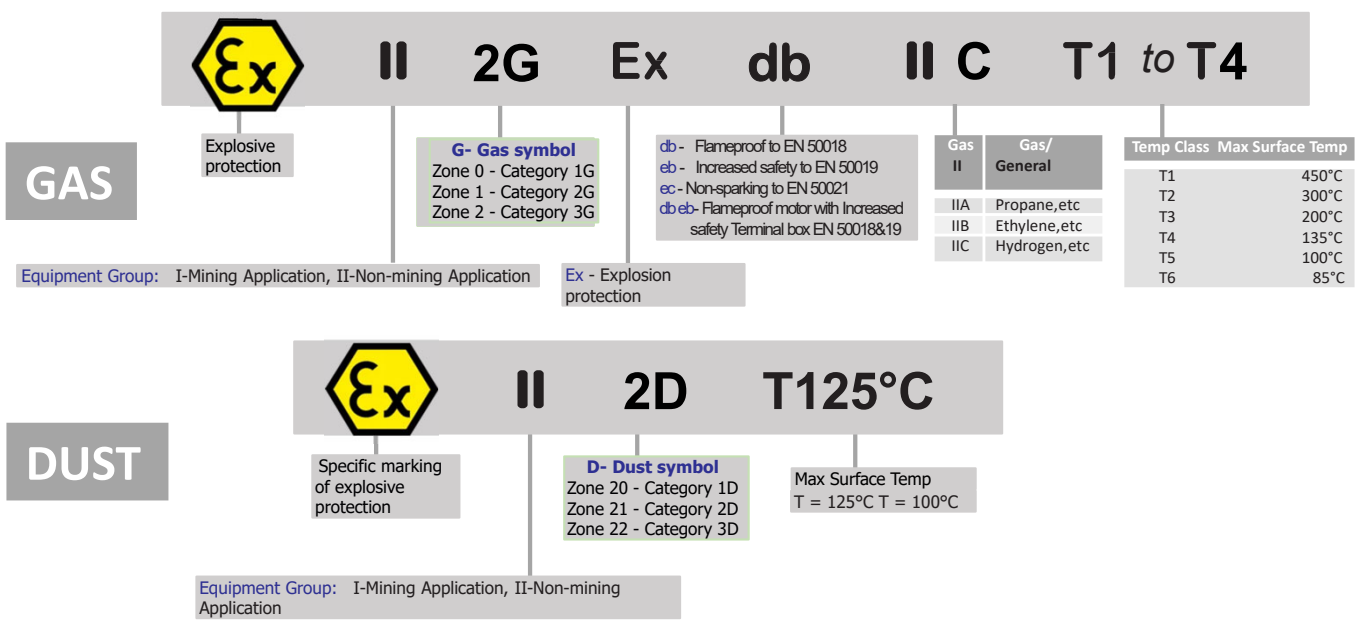 Ex II 2G Ex db II C T1 to T4
GAS
Explosive
protection
G- Gas symbol
Zone 0 - Category 1G
Zone 1 - Category 2G
Zone 2 - Category 3G
db - Flameproof to EN 50018
eb - Increased safety to EN 50019
ec - Non-sparking to EN 50021
db eb- Flameproof motor with Increased
safety Terminal box EN 50018&19
Gas Gas/
II General
IIA Propane,etc
IIB Ethylene,etc
IIC Hydrogen,etc
Temp Class Max Surface Temp
T1 450°C
T2 300°C
T3 200°C
T4 135°C
T5 100°C
T6 85°C
Equipment Group: I-Mining Application, II-Non-mining Application
Ex - Explosion
protection
Ex II 2D T125°C
DUST
Specific marking
of explosive
protection
D- Dust symbol
Zone 20 - Category 1D
Zone 21 - Category 2D
Zone 22 - Category 3D
Max Surface Temp
T = 125°C T = 100°C
Equipment Group: I-Mining Application, II-Non-mining
Application